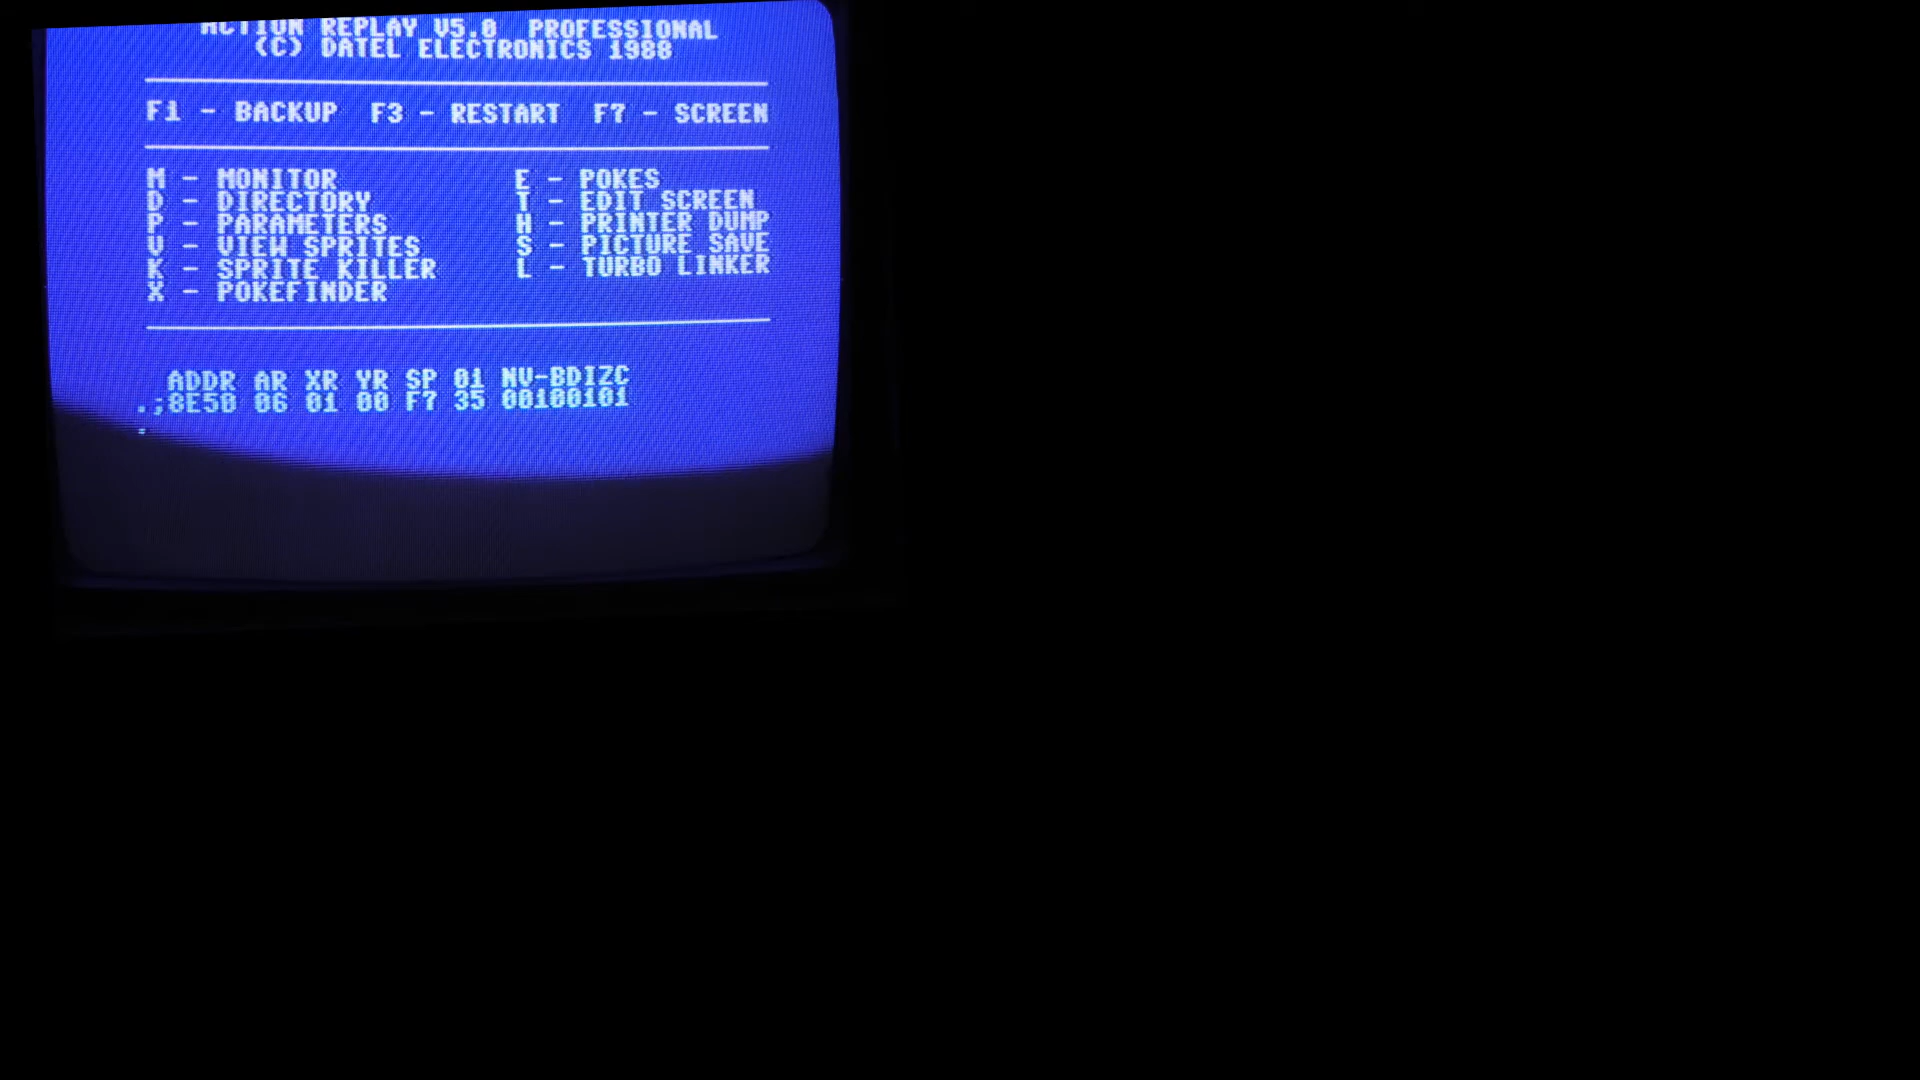 ACTION REPLAY V5.0 PROFESSIONAL
(C) DATEL ELECTRONICS 1988
F1 - BACKUP F3 - RESTART F7 - SCREEN
M - MONITOR E - POKES
D - DIRECTORY T - EDIT SCREEN
P - PARAMETERS H - PRINTER DUMP
V - VIEW SPRITES S - PICTURE SAVE
K - SPRITE KILLER L - TURBO LINKER
X - POKEFINDER
ADDR AR XR YR SP 01 NV-BDIZC
.;8E50 06 01 00 F7 35 00100101
.